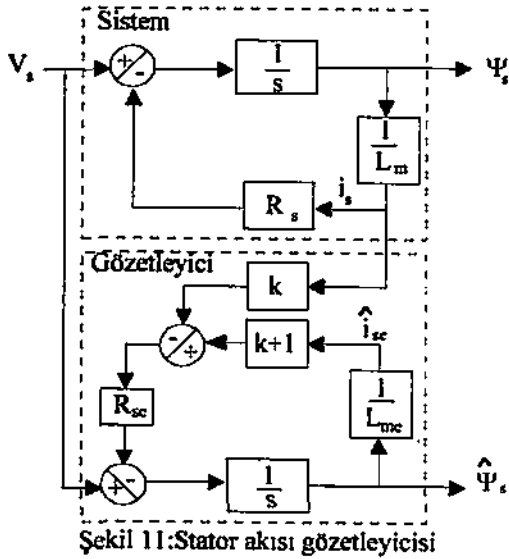 Sistem
V_s
+
-
1/s
Ψ_s
1/L_m
i_s
R_s
Gözetleyici
k
-
+
k+1
î_se
R_se
1/L_me
+
-
1/s
Ψ̂_s
Şekil 11:Stator akısı gözetleyicisi